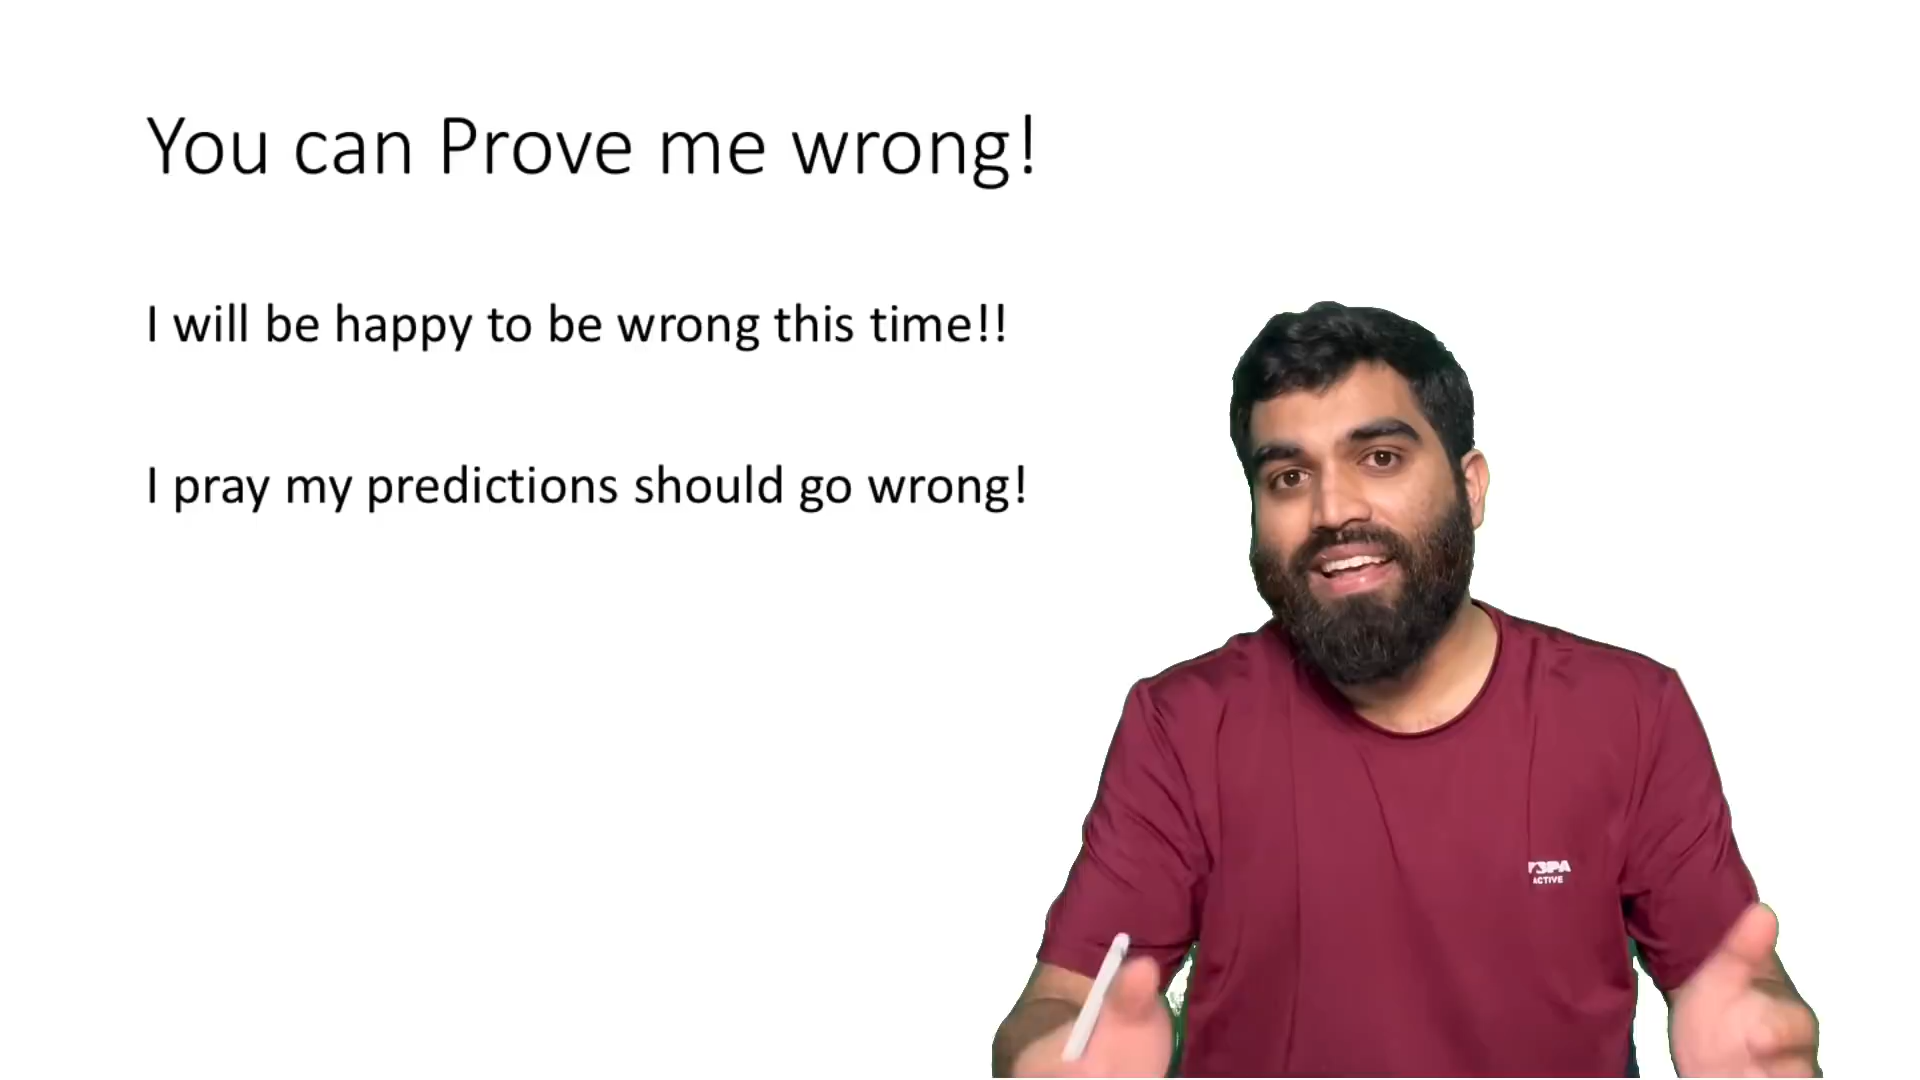 You can Prove me wrong!
I will be happy to be wrong this time!!
I pray my predictions should go wrong!
ACTIVE